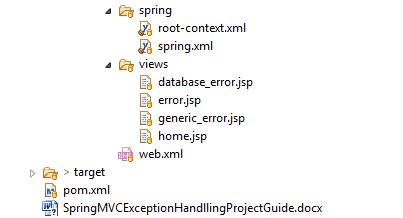 spring
root-context.xml
spring.xml
views
database_error.jsp
error.jsp
generic_error.jsp
home.jsp
web.xml
> target
pom.xml
SpringMVCExceptionHandllingProjectGuide.docx